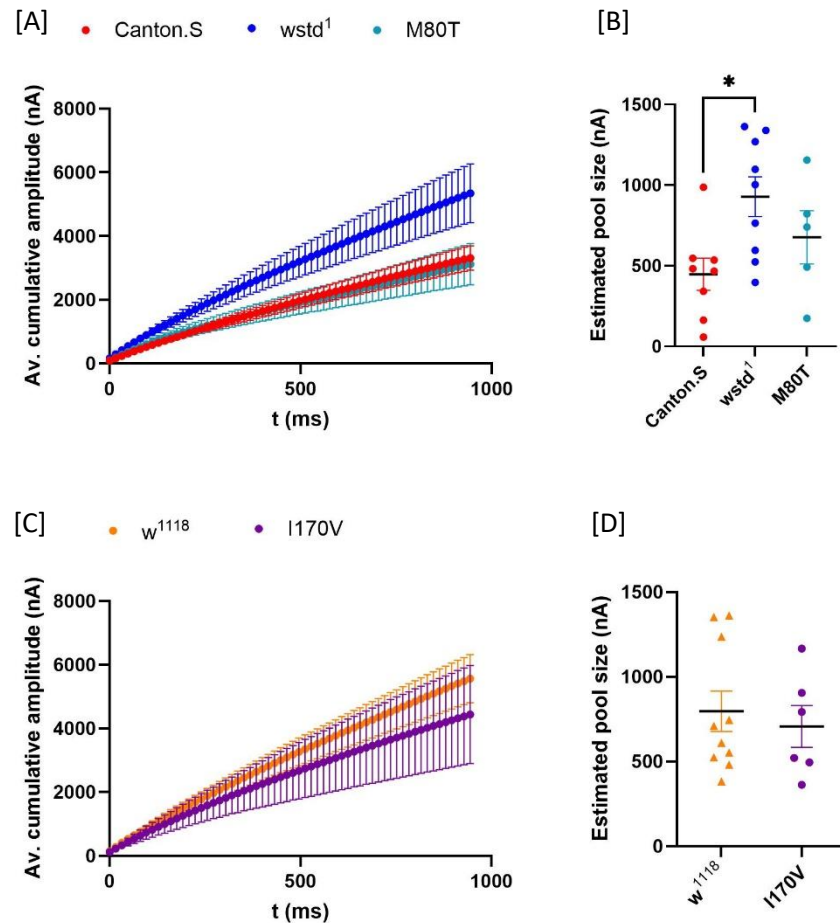 [A]
Canton.S wstd¹ M80T
Av. cumulative amplitude (nA)
8000
6000
4000
2000
0
0 500 1000
t (ms)
[B]
*
Estimated pool size (nA)
1500
1000
500
0
Canton.S wstd¹ M80T
[C]
w¹¹¹⁸ I170V
Av. cumulative amplitude (nA)
8000
6000
4000
2000
0
0 500 1000
t (ms)
[D]
Estimated pool size (nA)
1500
1000
500
0
w¹¹¹⁸ I170V